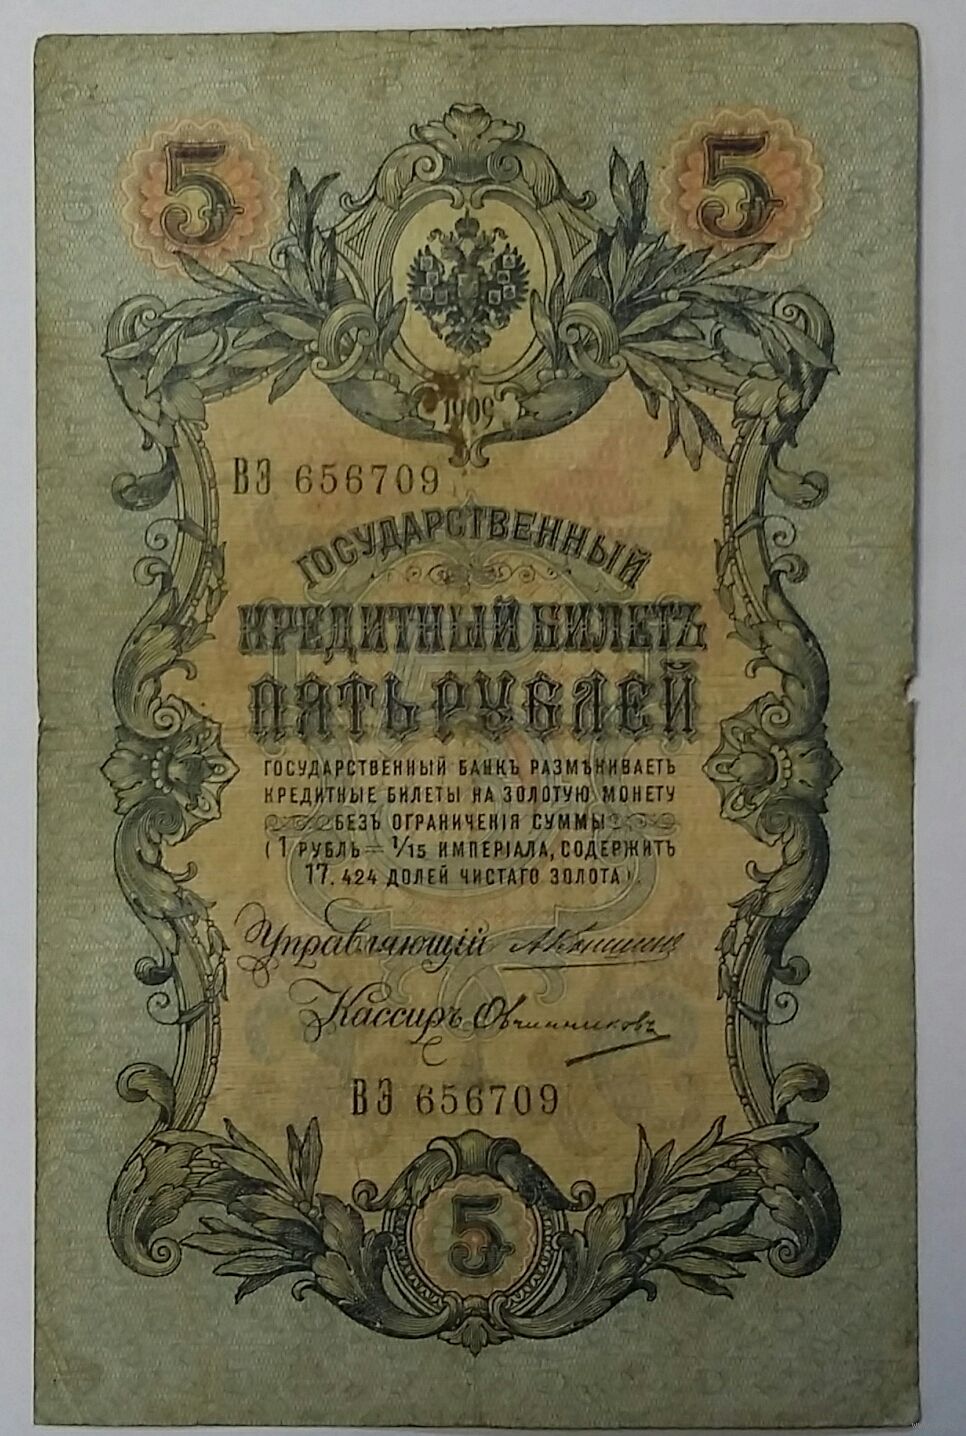 5 5
1909
ВЭ 656709
ГОСУДАРСТВЕННЫЙ
КРЕДИТНЫЙ БИЛЕТЪ
ПЯТЬ РУБЛЕЙ
ГОСУДАРСТВЕННЫЙ БАНКЪ РАЗМѢНИВАЕТЪ
КРЕДИТНЫЕ БИЛЕТЫ НА ЗОЛОТУЮ МОНЕТУ
БЕЗЪ ОГРАНИЧЕНІЯ СУММЫ
(1 РУБЛЬ = 1/15 ИМПЕРІАЛА, СОДЕРЖИТЪ
17.424 ДОЛЕЙ ЧИСТАГО ЗОЛОТА).
Управляющій АКоншинъ
Кассиръ Овчинниковъ
ВЭ 656709
5